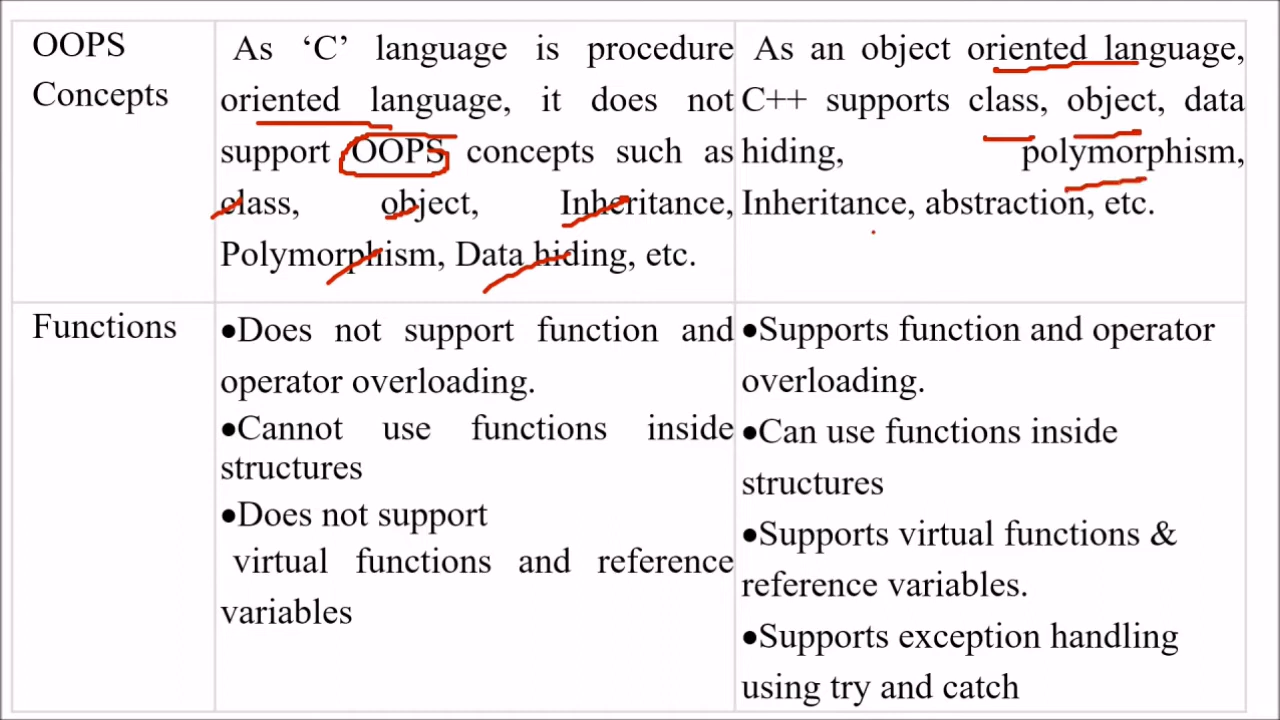 OOPS
Concepts
As ‘C’ language is procedure
oriented language, it does not
support OOPS concepts such as
class, object, Inheritance,
Polymorphism, Data hiding, etc.
As an object oriented language,
C++ supports class, object, data
hiding, polymorphism,
Inheritance, abstraction, etc.
Functions
●Does not support function and
operator overloading.
●Cannot use functions inside
structures
●Does not support
virtual functions and reference
variables
●Supports function and operator
overloading.
●Can use functions inside
structures
●Supports virtual functions &
reference variables.
●Supports exception handling
using try and catch